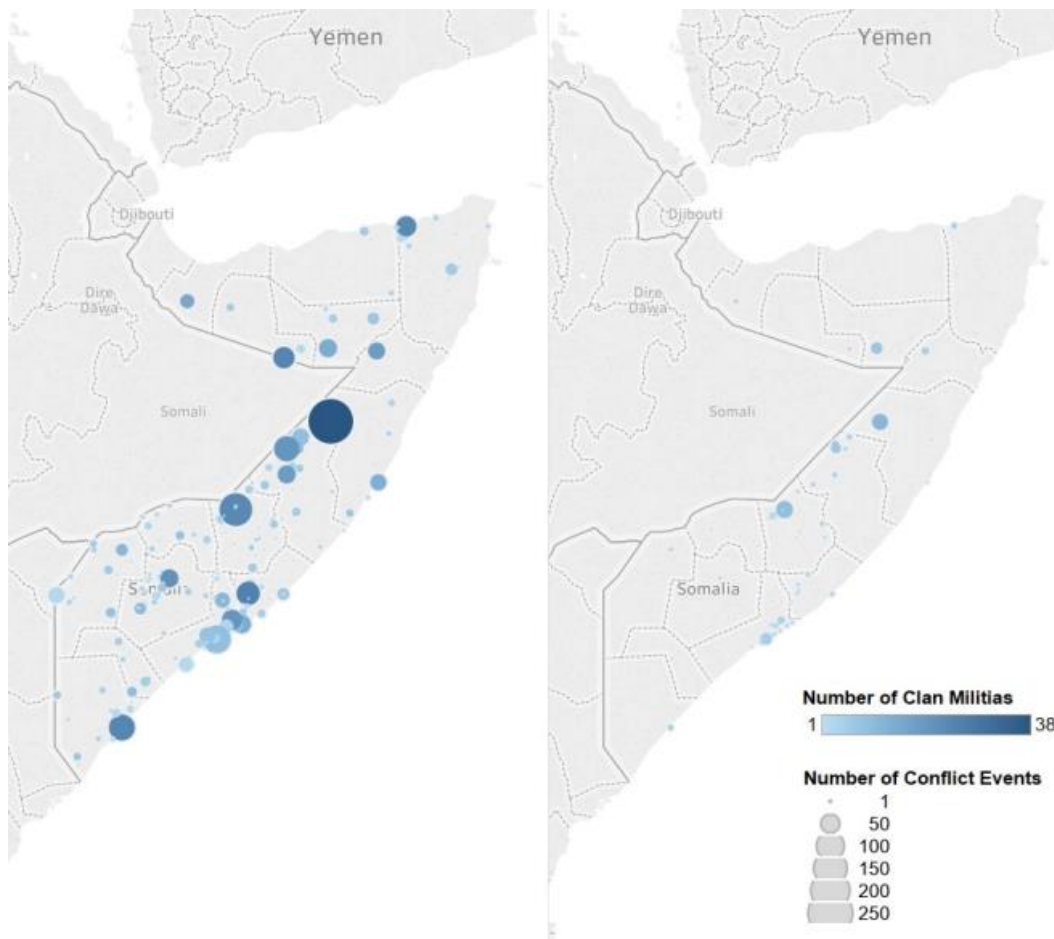 Yemen
Djibouti
Dire
Dawa
Somali
Yemen
Djibouti
Dire
Dawa
Somali
Somalia
Number of Clan Militias
1 38
Number of Conflict Events
1
50
100
150
200
250